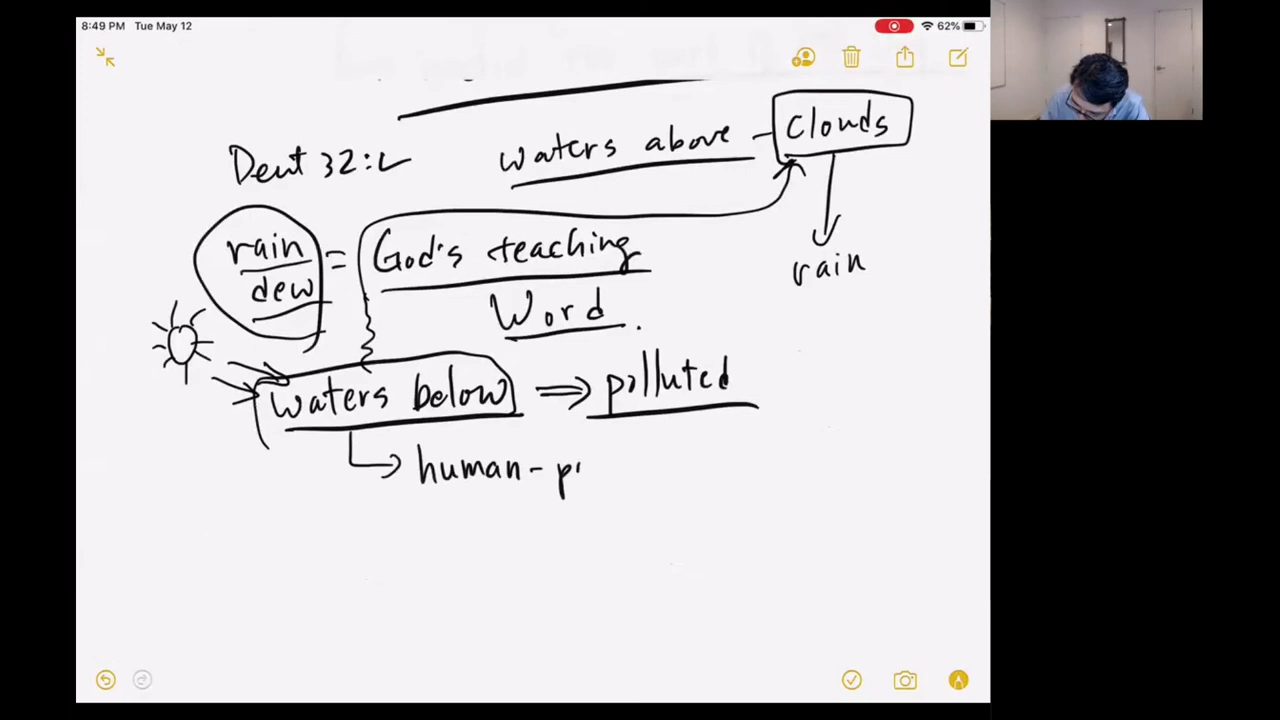 8:49 PM Tue May 12
62%
waters above - clouds
Deut 32:2
rain
rain = God's teaching
dew
Word.
waters below ⇒ polluted
human-p